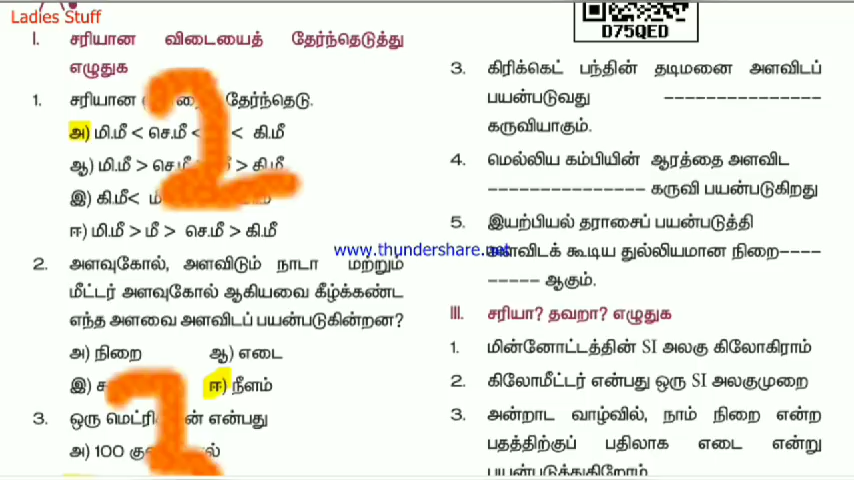 Ladies Stuff
I. சரியான விடையைத் தேர்ந்தெடுத்து
எழுதுக
1. சரியான தேர்ந்தெடு.
அ) மி.மீ < செ.மீ < < கி.மீ
ஆ) மி.மீ > செ.மீ > கி.மீ
இ) கி.மீ <
ஈ) மி.மீ > மீ > செ.மீ > கி.மீ
2. அளவுகோல், அளவிடும் நாடா மற்றும்
மீட்டர் அளவுகோல் ஆகியவை கீழ்க்கண்ட
எந்த அளவை அளவிடப் பயன்படுகின்றன?
அ) நிறை ஆ) எடை
இ) ஈ) நீளம்
3. ஒரு என்பது
அ) 100
2
D75QED
3. கிரிக்கெட் பந்தின் தடிமனை அளவிடப்
பயன்படுவது ----------------
கருவியாகும்.
4. மெல்லிய கம்பியின் ஆரத்தை அளவிட
---------------- கருவி பயன்படுகிறது
5. இயற்பியல் தராசைப் பயன்படுத்தி
அளவிடக் கூடிய துல்லியமான நிறை----
----- ஆகும்.
www.thundershare.net
III. சரியா? தவறா? எழுதுக
1. மின்னோட்டத்தின் SI அலகு கிலோகிராம்
2. கிலோமீட்டர் என்பது ஒரு SI அலகுமுறை
3. அன்றாட வாழ்வில், நாம் நிறை என்ற
பதத்திற்குப் பதிலாக எடை என்று
பயன்படுத்துகிறோம்